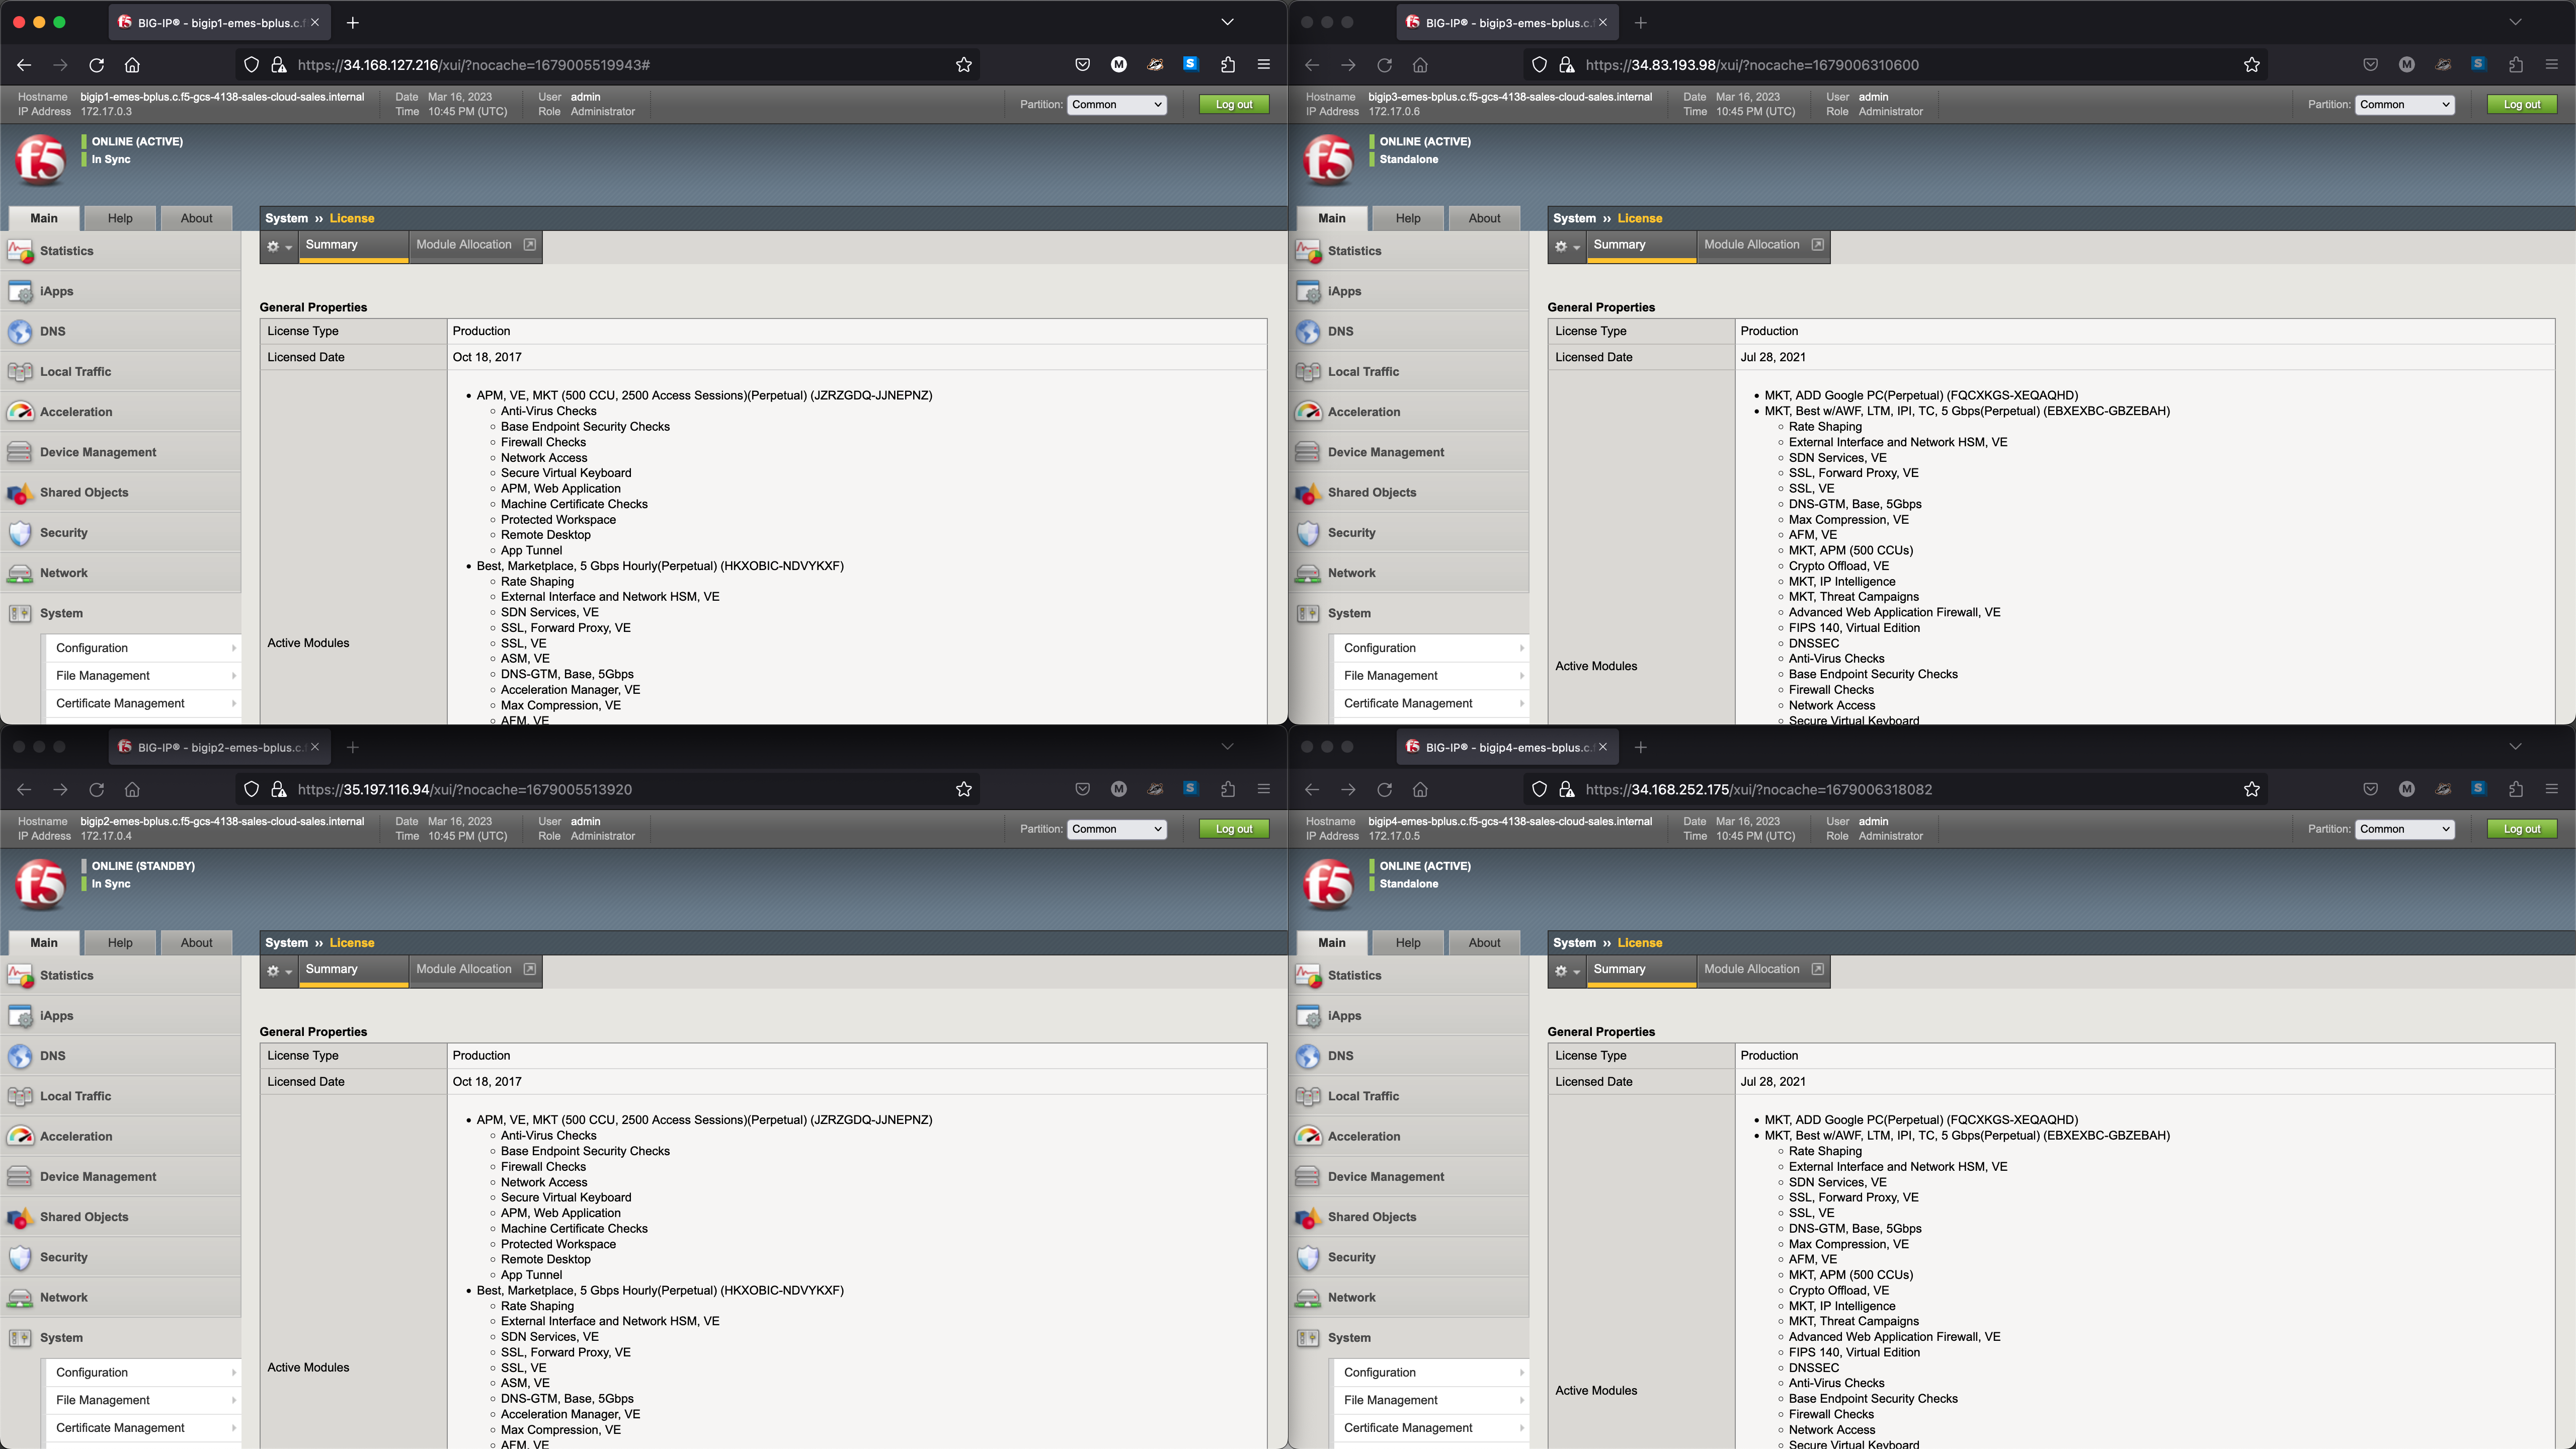 BIG-IP® - bigip1-emes-bplus.c.f
https://34.168.127.216/xui/?nocache=1679005519943#
Hostname bigip1-emes-bplus.c.f5-gcs-4138-sales-cloud-sales.internal Date Mar 16, 2023 User admin
IP Address 172.17.0.3 Time 10:45 PM (UTC) Role Administrator
Partition: Common Log out
f5
ONLINE (ACTIVE)
In Sync
Main Help About
System ›› License
Summary Module Allocation
Statistics
iApps
DNS
Local Traffic
Acceleration
Device Management
Shared Objects
Security
Network
System
Configuration
File Management
Certificate Management
General Properties
License Type Production
Licensed Date Oct 18, 2017
Active Modules
• APM, VE, MKT (500 CCU, 2500 Access Sessions)(Perpetual) (JZRZGDQ-JJNEPNZ)
Anti-Virus Checks
Base Endpoint Security Checks
Firewall Checks
Network Access
Secure Virtual Keyboard
APM, Web Application
Machine Certificate Checks
Protected Workspace
Remote Desktop
App Tunnel
• Best, Marketplace, 5 Gbps Hourly(Perpetual) (HKXOBIC-NDVYKXF)
Rate Shaping
External Interface and Network HSM, VE
SDN Services, VE
SSL, Forward Proxy, VE
SSL, VE
ASM, VE
DNS-GTM, Base, 5Gbps
Acceleration Manager, VE
Max Compression, VE
AFM, VE
BIG-IP® - bigip3-emes-bplus.c.f
https://34.83.193.98/xui/?nocache=1679006310600
Hostname bigip3-emes-bplus.c.f5-gcs-4138-sales-cloud-sales.internal Date Mar 16, 2023 User admin
IP Address 172.17.0.6 Time 10:45 PM (UTC) Role Administrator
Partition: Common Log out
f5
ONLINE (ACTIVE)
Standalone
Main Help About
System ›› License
Summary Module Allocation
Statistics
iApps
DNS
Local Traffic
Acceleration
Device Management
Shared Objects
Security
Network
System
Configuration
File Management
Certificate Management
General Properties
License Type Production
Licensed Date Jul 28, 2021
Active Modules
• MKT, ADD Google PC(Perpetual) (FQCXKGS-XEQAQHD)
• MKT, Best w/AWF, LTM, IPI, TC, 5 Gbps(Perpetual) (EBXEXBC-GBZEBAH)
Rate Shaping
External Interface and Network HSM, VE
SDN Services, VE
SSL, Forward Proxy, VE
SSL, VE
DNS-GTM, Base, 5Gbps
Max Compression, VE
AFM, VE
MKT, APM (500 CCUs)
Crypto Offload, VE
MKT, IP Intelligence
MKT, Threat Campaigns
Advanced Web Application Firewall, VE
FIPS 140, Virtual Edition
DNSSEC
Anti-Virus Checks
Base Endpoint Security Checks
Firewall Checks
Network Access
Secure Virtual Keyboard
BIG-IP® - bigip2-emes-bplus.c.f
https://35.197.116.94/xui/?nocache=1679005513920
Hostname bigip2-emes-bplus.c.f5-gcs-4138-sales-cloud-sales.internal Date Mar 16, 2023 User admin
IP Address 172.17.0.4 Time 10:45 PM (UTC) Role Administrator
Partition: Common Log out
f5
ONLINE (STANDBY)
In Sync
Main Help About
System ›› License
Summary Module Allocation
Statistics
iApps
DNS
Local Traffic
Acceleration
Device Management
Shared Objects
Security
Network
System
Configuration
File Management
Certificate Management
General Properties
License Type Production
Licensed Date Oct 18, 2017
Active Modules
• APM, VE, MKT (500 CCU, 2500 Access Sessions)(Perpetual) (JZRZGDQ-JJNEPNZ)
Anti-Virus Checks
Base Endpoint Security Checks
Firewall Checks
Network Access
Secure Virtual Keyboard
APM, Web Application
Machine Certificate Checks
Protected Workspace
Remote Desktop
App Tunnel
• Best, Marketplace, 5 Gbps Hourly(Perpetual) (HKXOBIC-NDVYKXF)
Rate Shaping
External Interface and Network HSM, VE
SDN Services, VE
SSL, Forward Proxy, VE
SSL, VE
ASM, VE
DNS-GTM, Base, 5Gbps
Acceleration Manager, VE
Max Compression, VE
AFM, VE
BIG-IP® - bigip4-emes-bplus.c.f
https://34.168.252.175/xui/?nocache=1679006318082
Hostname bigip4-emes-bplus.c.f5-gcs-4138-sales-cloud-sales.internal Date Mar 16, 2023 User admin
IP Address 172.17.0.5 Time 10:45 PM (UTC) Role Administrator
Partition: Common Log out
f5
ONLINE (ACTIVE)
Standalone
Main Help About
System ›› License
Summary Module Allocation
Statistics
iApps
DNS
Local Traffic
Acceleration
Device Management
Shared Objects
Security
Network
System
Configuration
File Management
Certificate Management
General Properties
License Type Production
Licensed Date Jul 28, 2021
Active Modules
• MKT, ADD Google PC(Perpetual) (FQCXKGS-XEQAQHD)
• MKT, Best w/AWF, LTM, IPI, TC, 5 Gbps(Perpetual) (EBXEXBC-GBZEBAH)
Rate Shaping
External Interface and Network HSM, VE
SDN Services, VE
SSL, Forward Proxy, VE
SSL, VE
DNS-GTM, Base, 5Gbps
Max Compression, VE
AFM, VE
MKT, APM (500 CCUs)
Crypto Offload, VE
MKT, IP Intelligence
MKT, Threat Campaigns
Advanced Web Application Firewall, VE
FIPS 140, Virtual Edition
DNSSEC
Anti-Virus Checks
Base Endpoint Security Checks
Firewall Checks
Network Access
Secure Virtual Keyboard